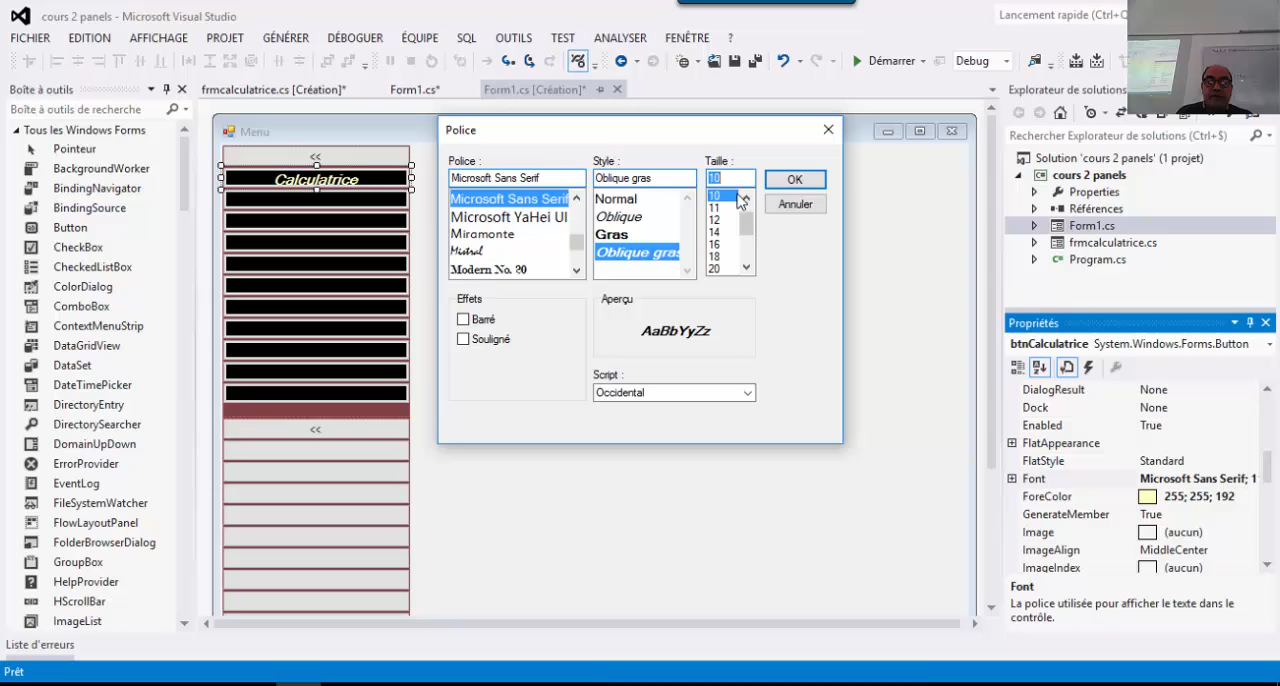 cours 2 panels - Microsoft Visual Studio
Lancement rapide (Ctrl+
FICHIER EDITION AFFICHAGE PROJET GÉNÉRER DÉBOGUER ÉQUIPE SQL OUTILS TEST ANALYSER FENÊTRE ?
Démarrer Debug
Boîte à outils
Boîte à outils de recherche
Tous les Windows Forms
Pointeur
BackgroundWorker
BindingNavigator
BindingSource
Button
CheckBox
CheckedListBox
ColorDialog
ComboBox
ContextMenuStrip
DataGridView
DataSet
DateTimePicker
DirectoryEntry
DirectorySearcher
DomainUpDown
ErrorProvider
EventLog
FileSystemWatcher
FlowLayoutPanel
FolderBrowserDialog
GroupBox
HelpProvider
HScrollBar
ImageList
frmcalculatrice.cs [Création]* Form1.cs* Form1.cs [Création]*
Menu
<<
Calculatrice
<<
Police
Police :
Microsoft Sans Serif
Microsoft Sans Serif
Microsoft YaHei UI
Miramonte
Mistral
Modern No. 20
Style :
Oblique gras
Normal
Oblique
Gras
Oblique gras
Taille :
10
10
11
12
14
16
18
20
OK
Annuler
Effets
Barré
Souligné
Aperçu
AaBbYyZz
Script :
Occidental
Explorateur de solutions
Rechercher Explorateur de solutions (Ctrl+$)
Solution 'cours 2 panels' (1 projet)
cours 2 panels
Properties
Références
Form1.cs
frmcalculatrice.cs
Program.cs
Propriétés
btnCalculatrice System.Windows.Forms.Button
DialogResult None
Dock None
Enabled True
FlatAppearance
FlatStyle Standard
Font Microsoft Sans Serif; 1
ForeColor 255; 255; 192
GenerateMember True
Image (aucun)
ImageAlign MiddleCenter
ImageIndex (aucun)
Font
La police utilisée pour afficher le texte dans le
contrôle.
Liste d'erreurs
Prêt